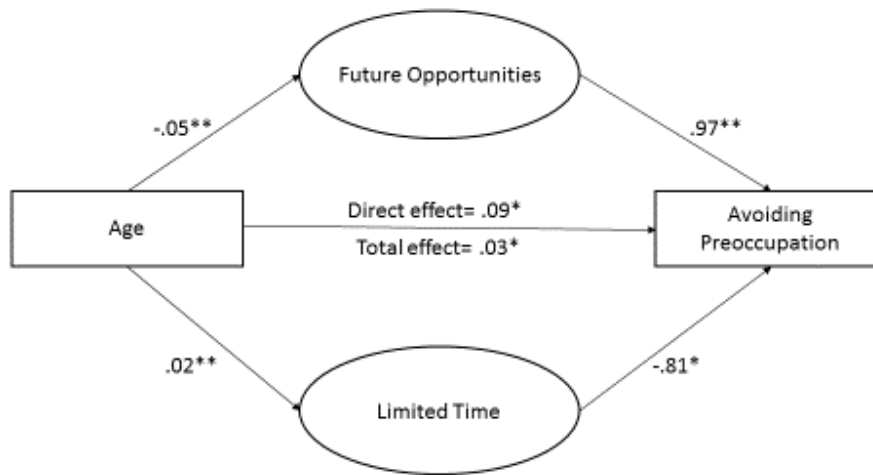 Future Opportunities
-.05**
.97**
Age
Direct effect= .09*
Total effect= .03*
Avoiding
Preoccupation
.02**
-.81*
Limited Time